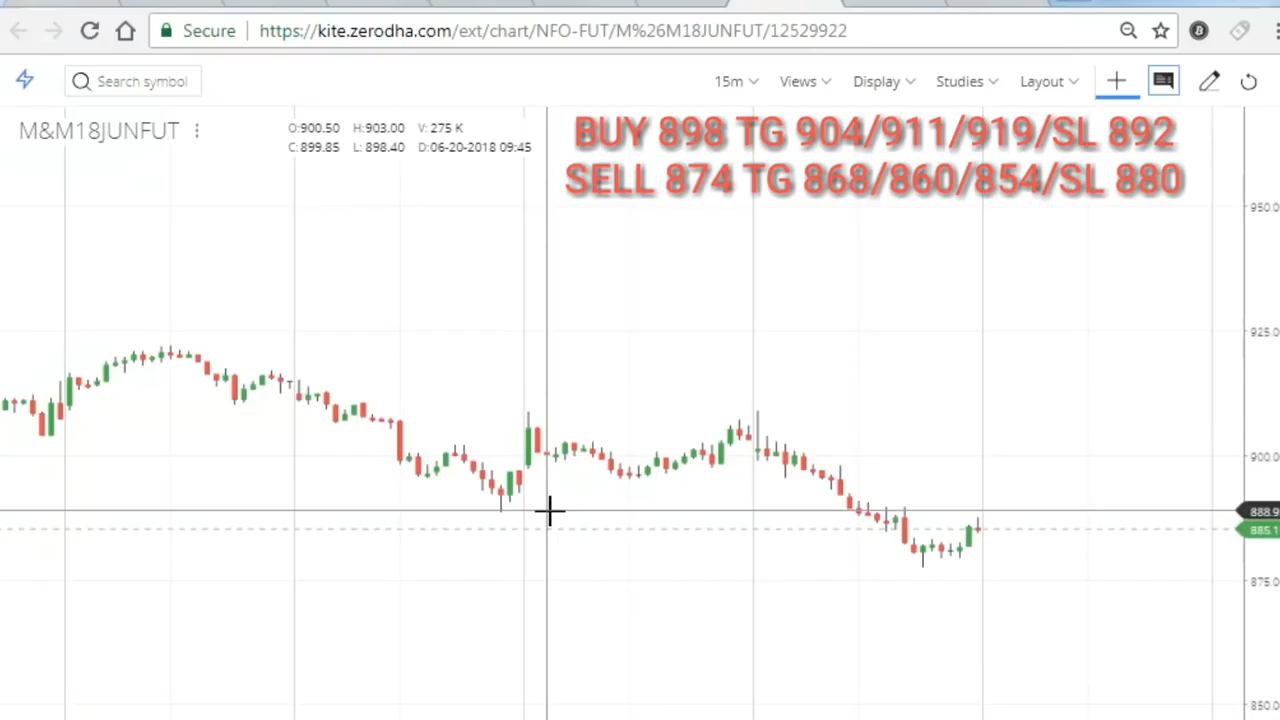 Secure https://kite.zerodha.com/ext/chart/NFO-FUT/M%26M18JUNFUT/12529922
Search symbol 15m Views Display Studies Layout
M&M18JUNFUT
O:900.50 H:903.00 V: 275 K
C:899.85 L: 898.40 D:06-20-2018 09:45
BUY 898 TG 904/911/919/SL 892
SELL 874 TG 868/860/854/SL 880
950.0
925.0
900.0
888.9
885.1
875.0
850.0